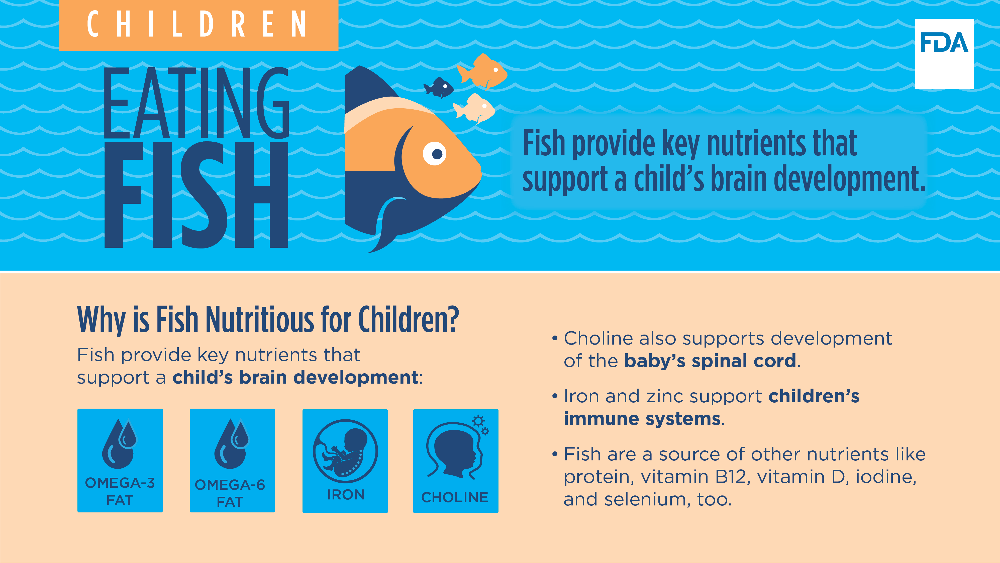 CHILDREN
FDA
EATING
FISH
Fish provide key nutrients that
support a child’s brain development.
Why is Fish Nutritious for Children?
Fish provide key nutrients that
support a child’s brain development:
OMEGA-3
FAT
OMEGA-6
FAT
IRON
CHOLINE
• Choline also supports development
of the baby’s spinal cord.
• Iron and zinc support children’s
immune systems.
• Fish are a source of other nutrients like
protein, vitamin B12, vitamin D, iodine,
and selenium, too.